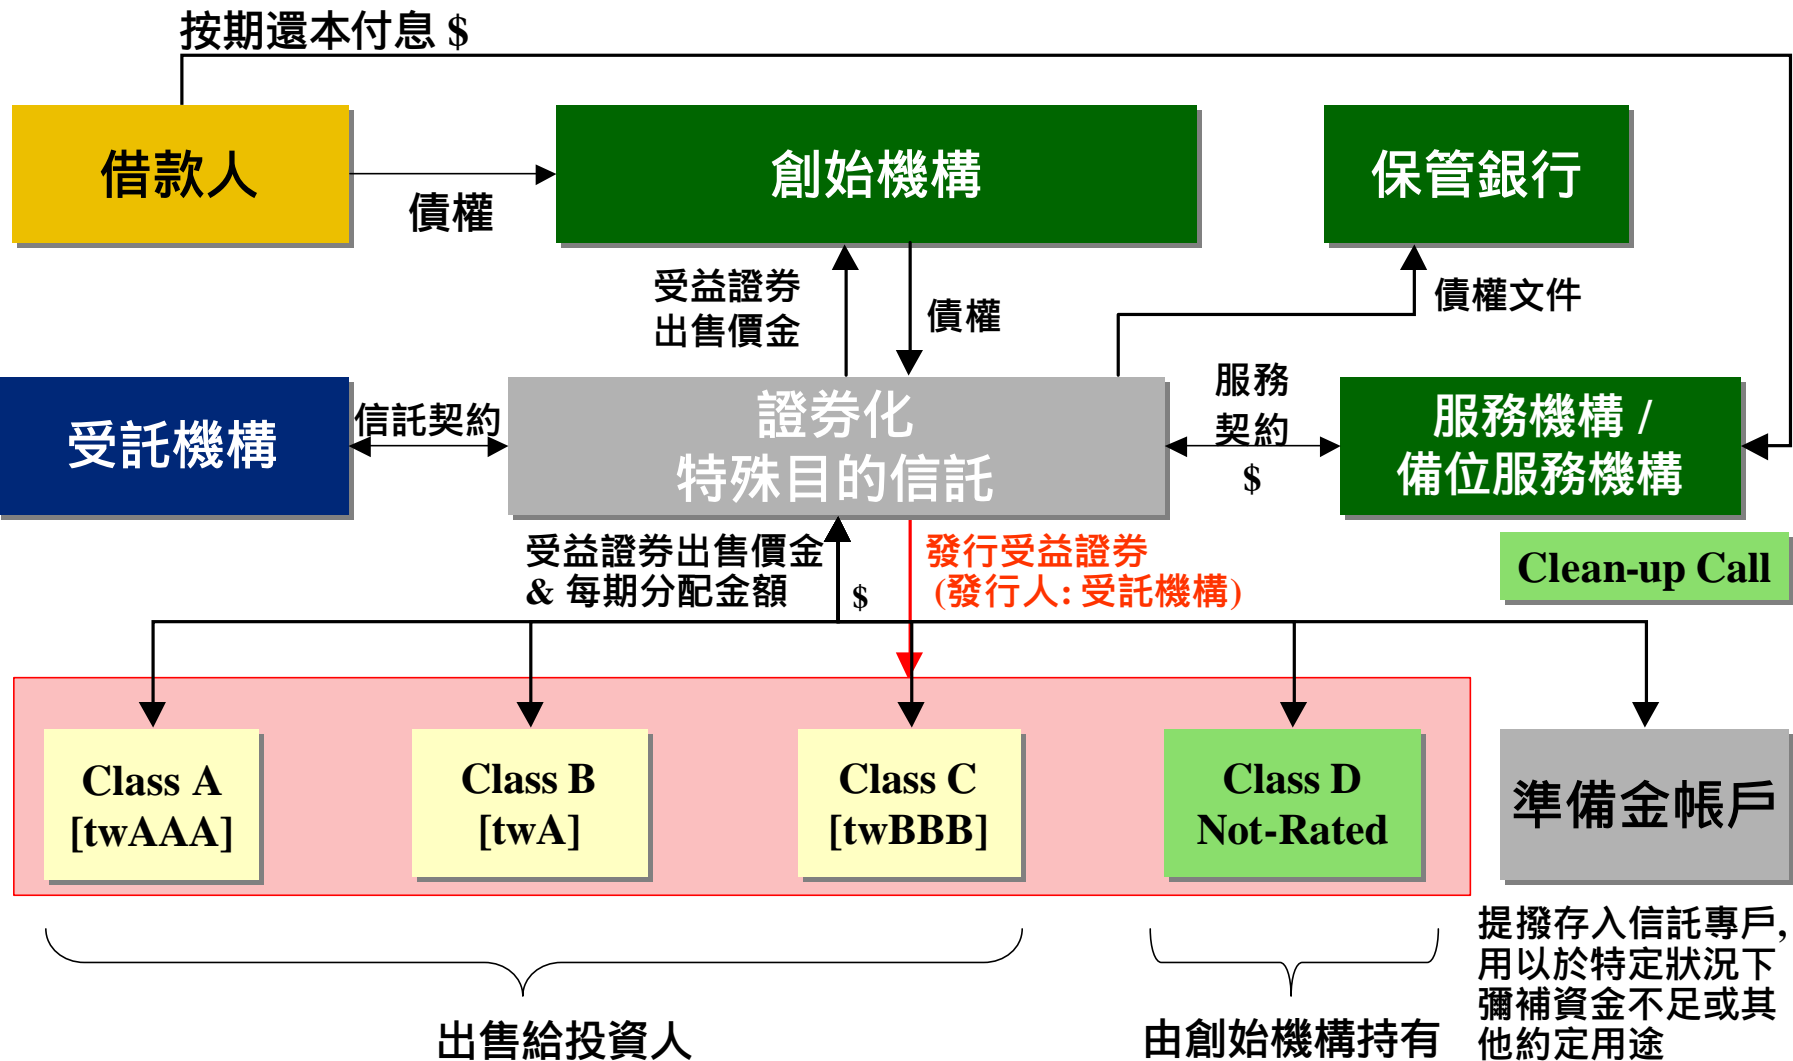 按期還本付息 $
借款人
債權
創始機構
保管銀行
受益證券
出售價金
債權
債權文件
受託機構
信託契約
證券化
特殊目的信託
服務
契約
$
服務機構 /
備位服務機構
受益證券出售價金
& 每期分配金額
$
發行受益證券
(發行人: 受託機構)
Clean-up Call
Class A
[twAAA]
Class B
[twA]
Class C
[twBBB]
Class D
Not-Rated
準備金帳戶
出售給投資人
由創始機構持有
提撥存入信託專戶,
用以於特定狀況下
彌補資金不足或其
他約定用途